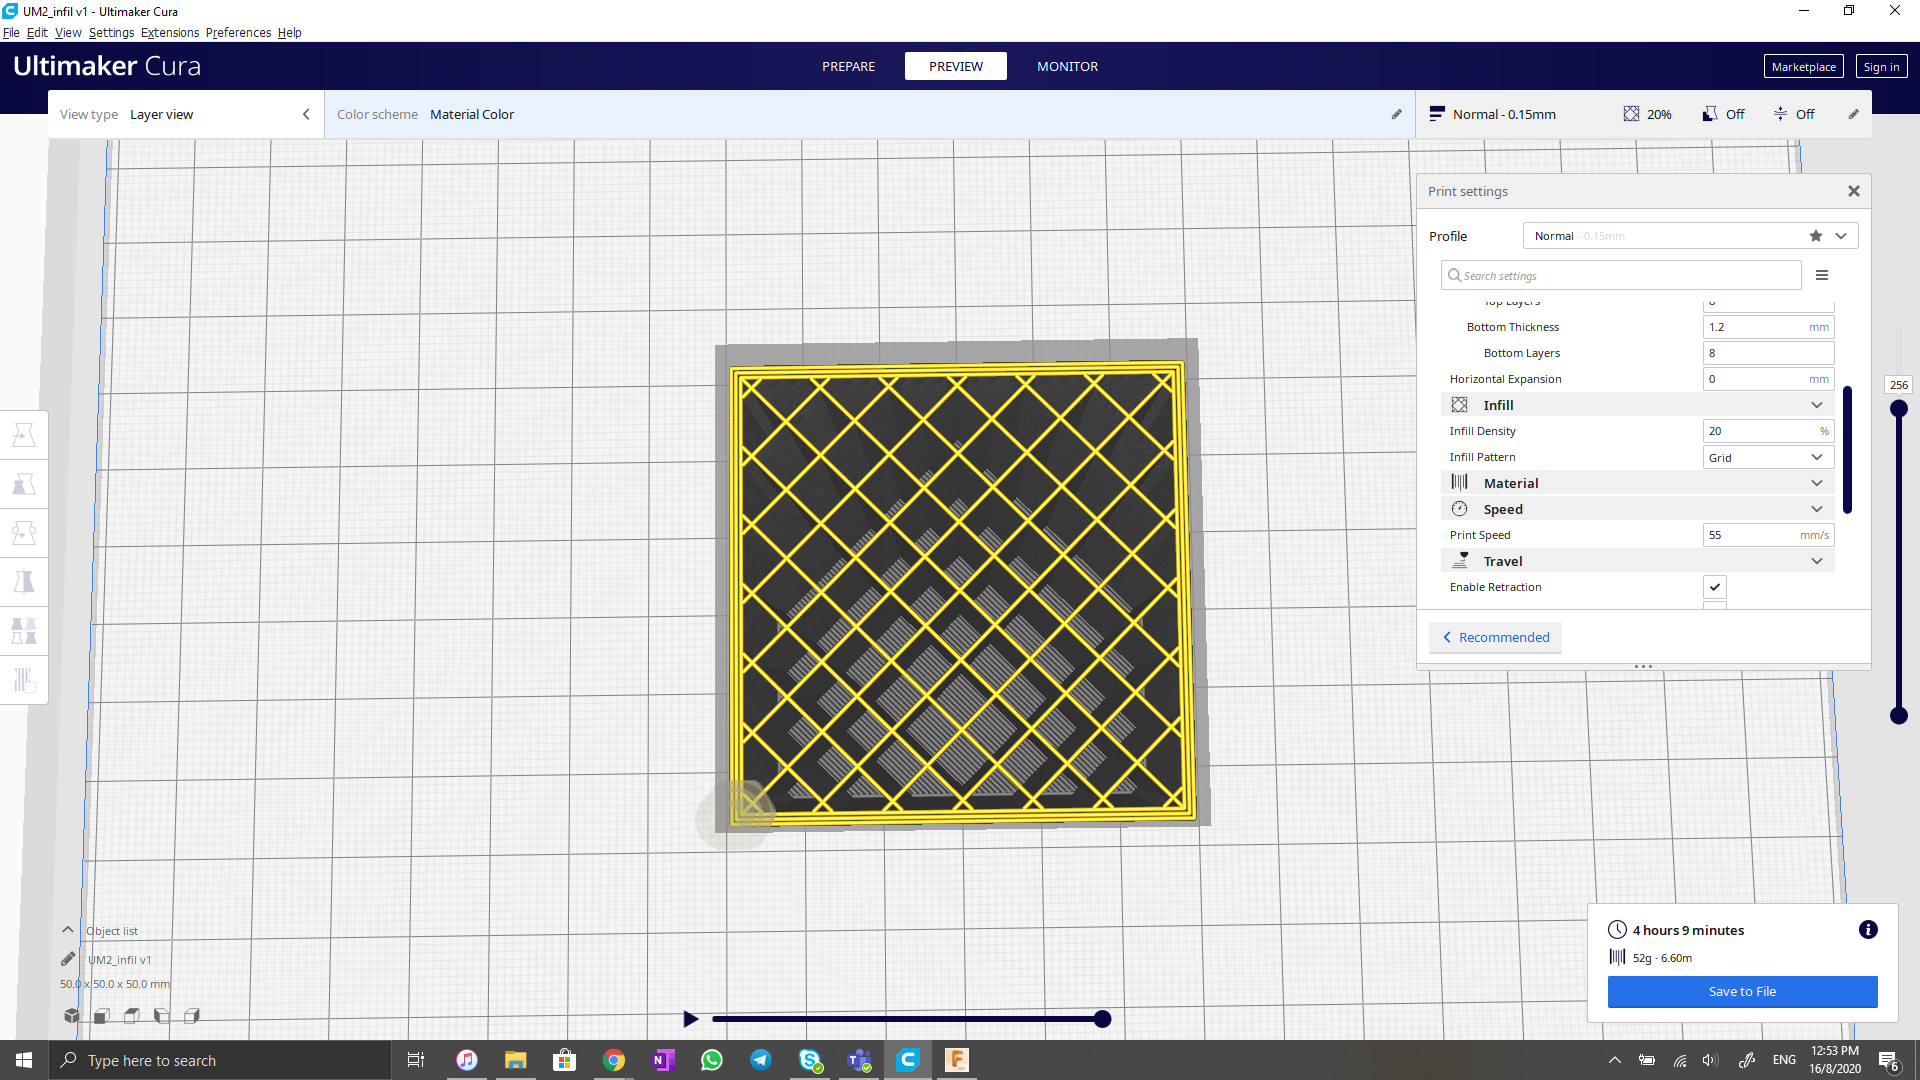 UM2_infil v1 - Ultimaker Cura
File Edit View Settings Extensions Preferences Help
Ultimaker Cura
PREPARE PREVIEW MONITOR
Marketplace Sign in
View type Layer view
Color scheme Material Color
Normal - 0.15mm 20% Off Off
Print settings
Profile Normal - 0.15mm
Search settings
Top Layers 8
Bottom Thickness 1.2 mm
Bottom Layers 8
Horizontal Expansion 0 mm
Infill
Infill Density 20 %
Infill Pattern Grid
Material
Speed
Print Speed 55 mm/s
Travel
Enable Retraction
Recommended
256
Object list
UM2_infil v1
50.0 x 50.0 x 50.0 mm
4 hours 9 minutes
52g · 6.60m
Save to File
Type here to search
ENG
12:53 PM
16/8/2020
6